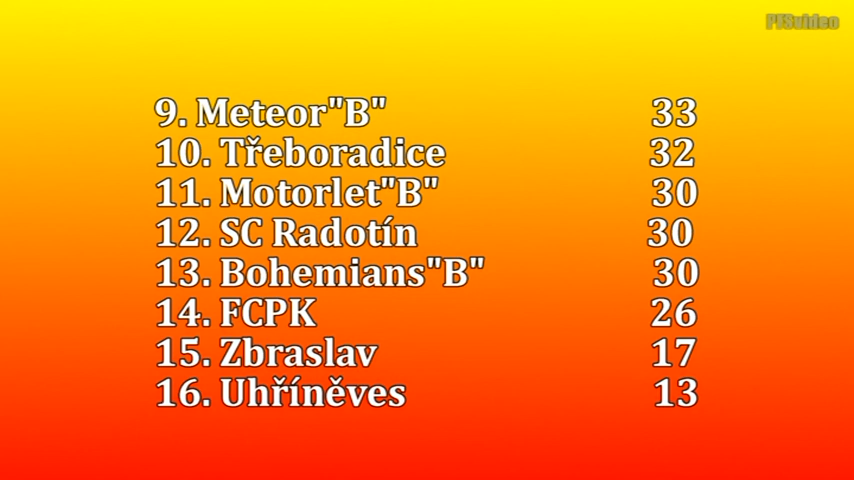 PFSvideo
9. Meteor"B" 33
10. Třeboradice 32
11. Motorlet"B" 30
12. SC Radotín 30
13. Bohemians"B" 30
14. FCPK 26
15. Zbraslav 17
16. Uhříněves 13